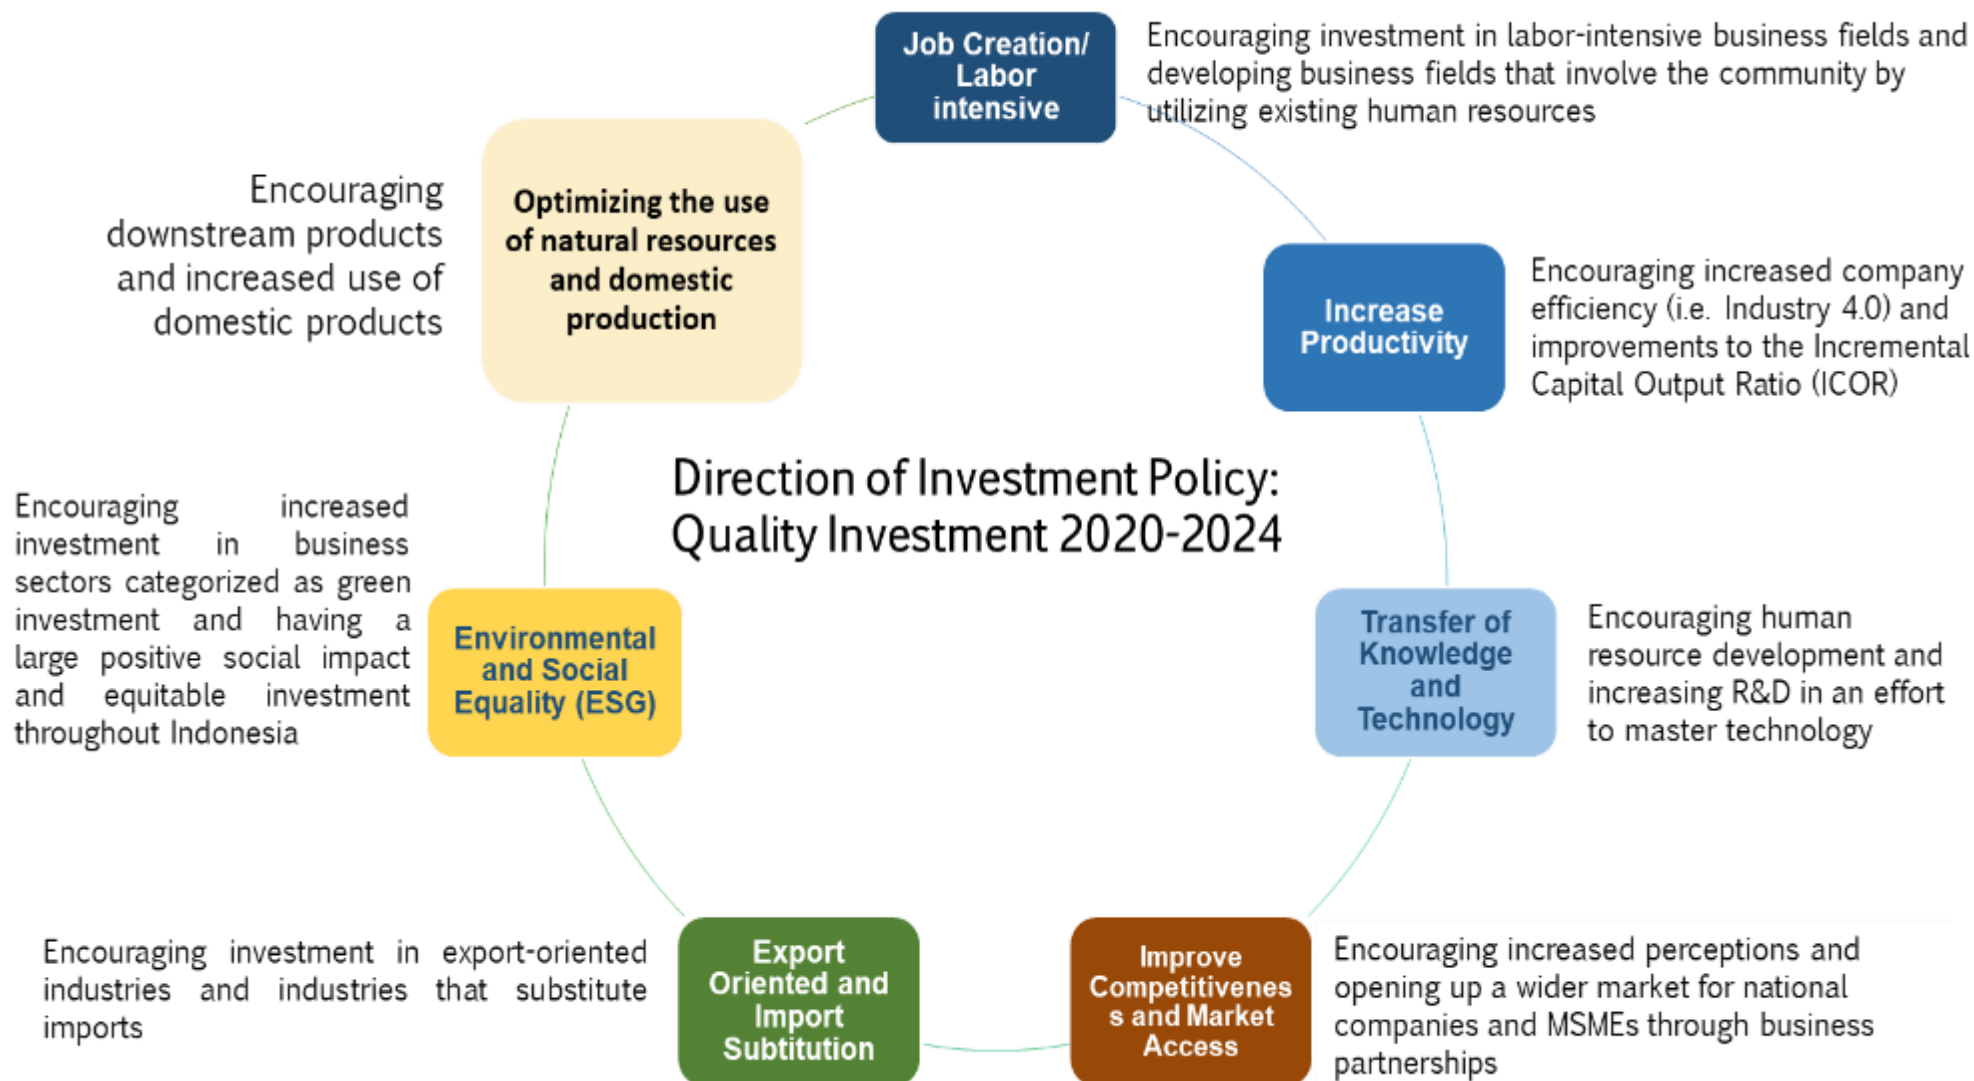 Job Creation/
Labor
intensive
Encouraging investment in labor-intensive business fields and
developing business fields that involve the community by
utilizing existing human resources
Increase
Productivity
Encouraging increased company
efficiency (i.e. Industry 4.0) and
improvements to the Incremental
Capital Output Ratio (ICOR)
Transfer of
Knowledge
and
Technology
Encouraging human
resource development and
increasing R&D in an effort
to master technology
Improve
Competitivenes
s and Market
Access
Encouraging increased perceptions and
opening up a wider market for national
companies and MSMEs through business
partnerships
Export
Oriented and
Import
Subtitution
Encouraging investment in export-oriented
industries and industries that substitute
imports
Environmental
and Social
Equality (ESG)
Encouraging increased
investment in business
sectors categorized as green
investment and having a
large positive social impact
and equitable investment
throughout Indonesia
Optimizing the use
of natural resources
and domestic
production
Encouraging
downstream products
and increased use of
domestic products
Direction of Investment Policy:
Quality Investment 2020-2024